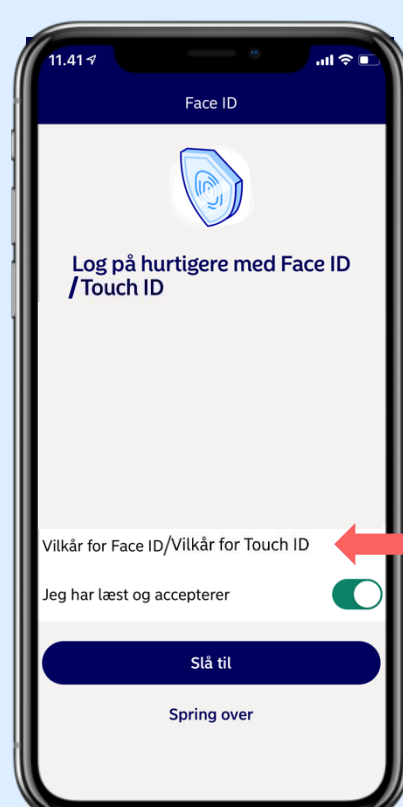 11.41
Face ID
Log på hurtigere med Face ID
/Touch ID
Vilkår for Face ID/Vilkår for Touch ID
Jeg har læst og accepterer
Slå til
Spring over